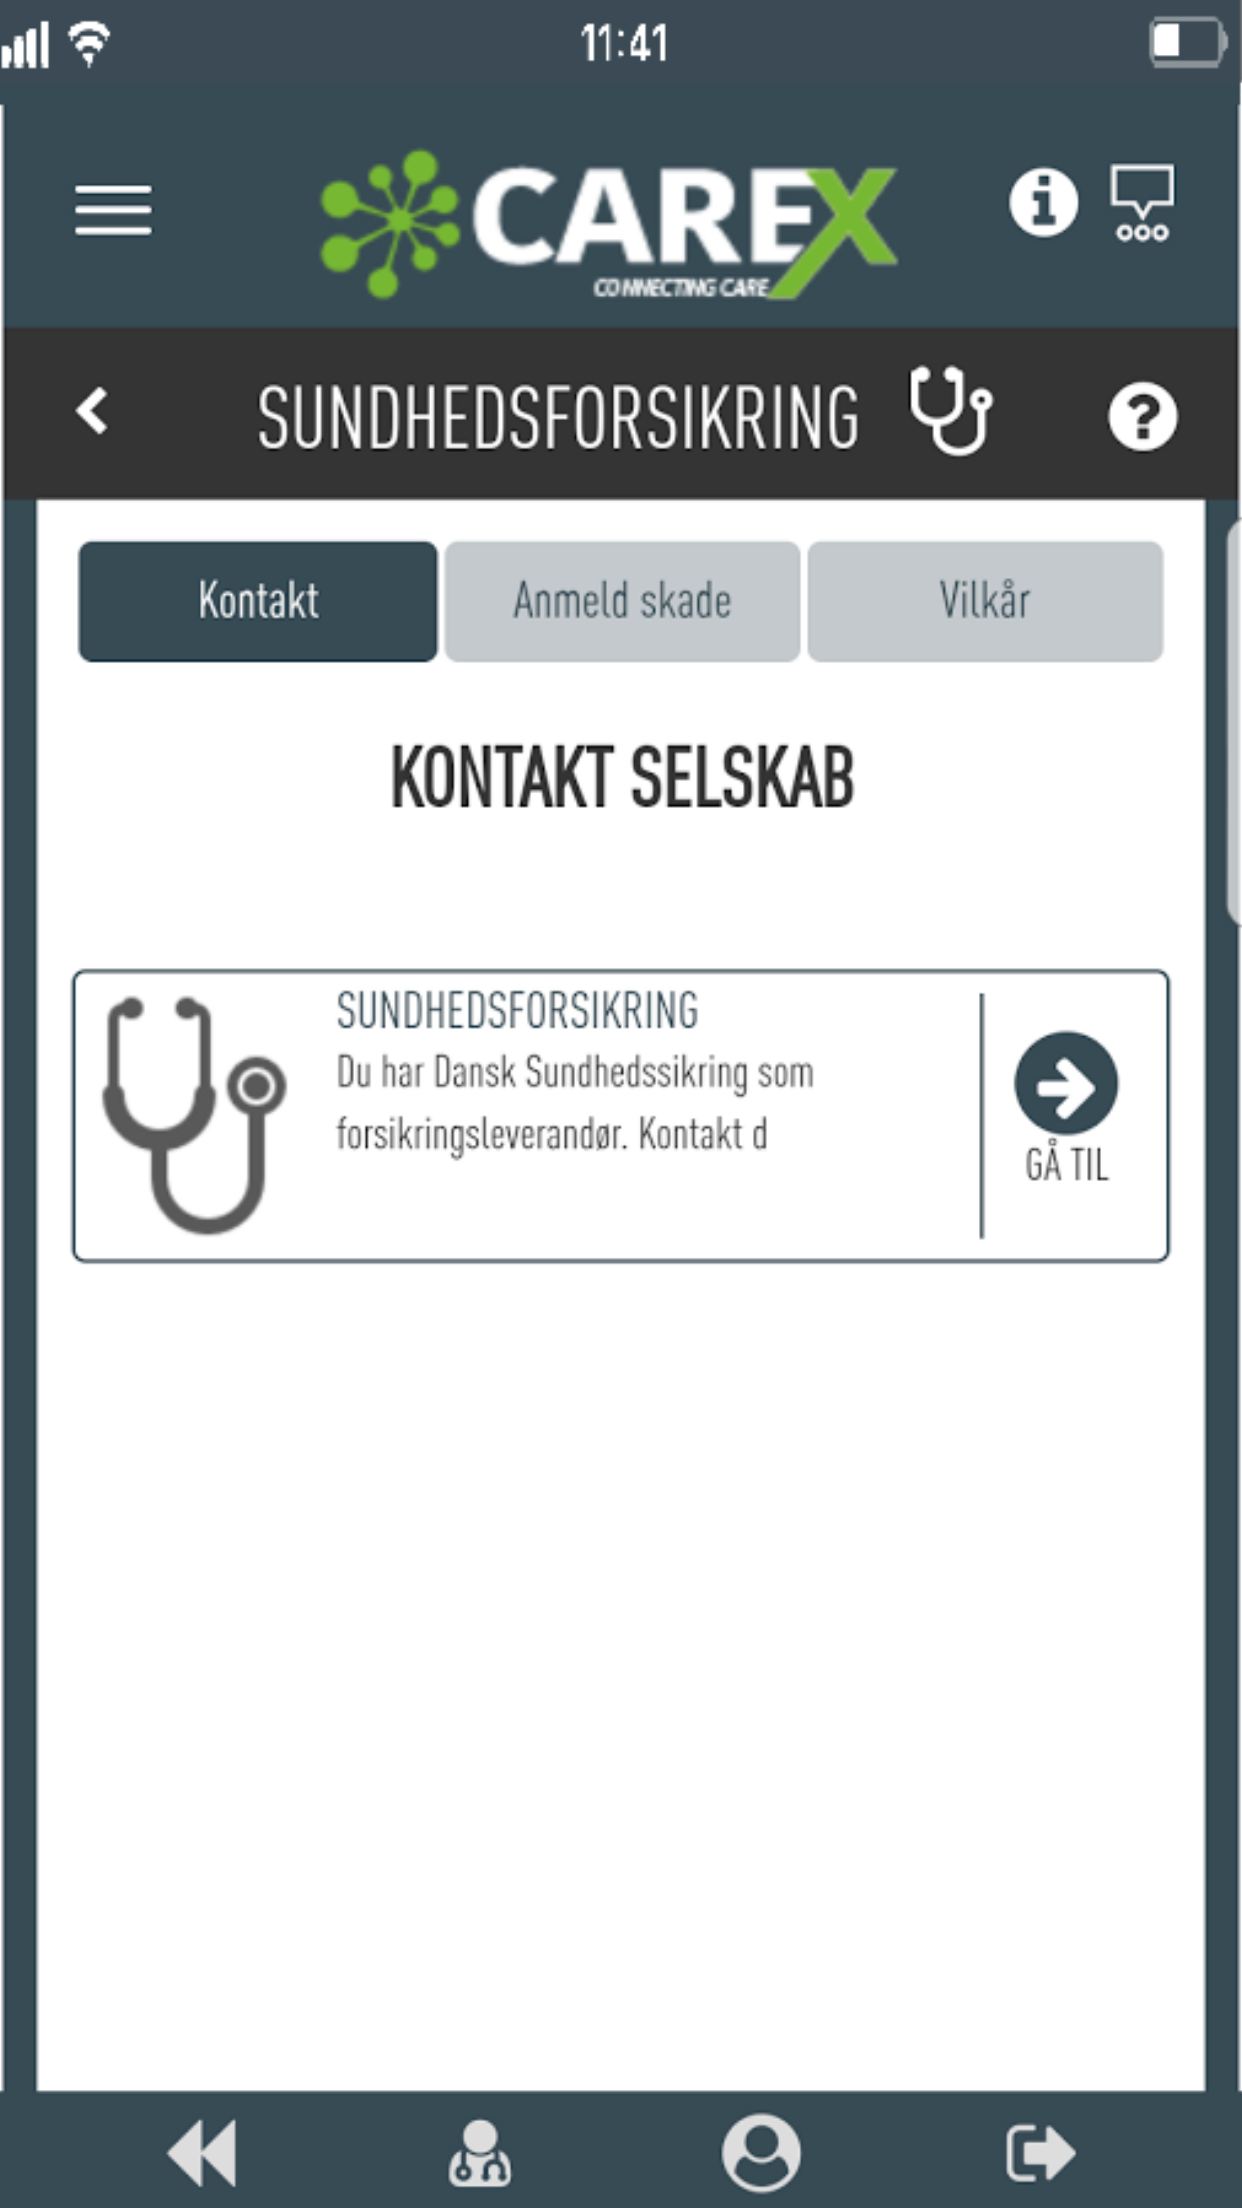 11:41
CAREX
CONNECTING CARE
SUNDHEDSFORSIKRING
Kontakt
Anmeld skade
Vilkår
KONTAKT SELSKAB
SUNDHEDSFORSIKRING
Du har Dansk Sundhedssikring som
forsikringsleverandør. Kontakt d
GÅ TIL